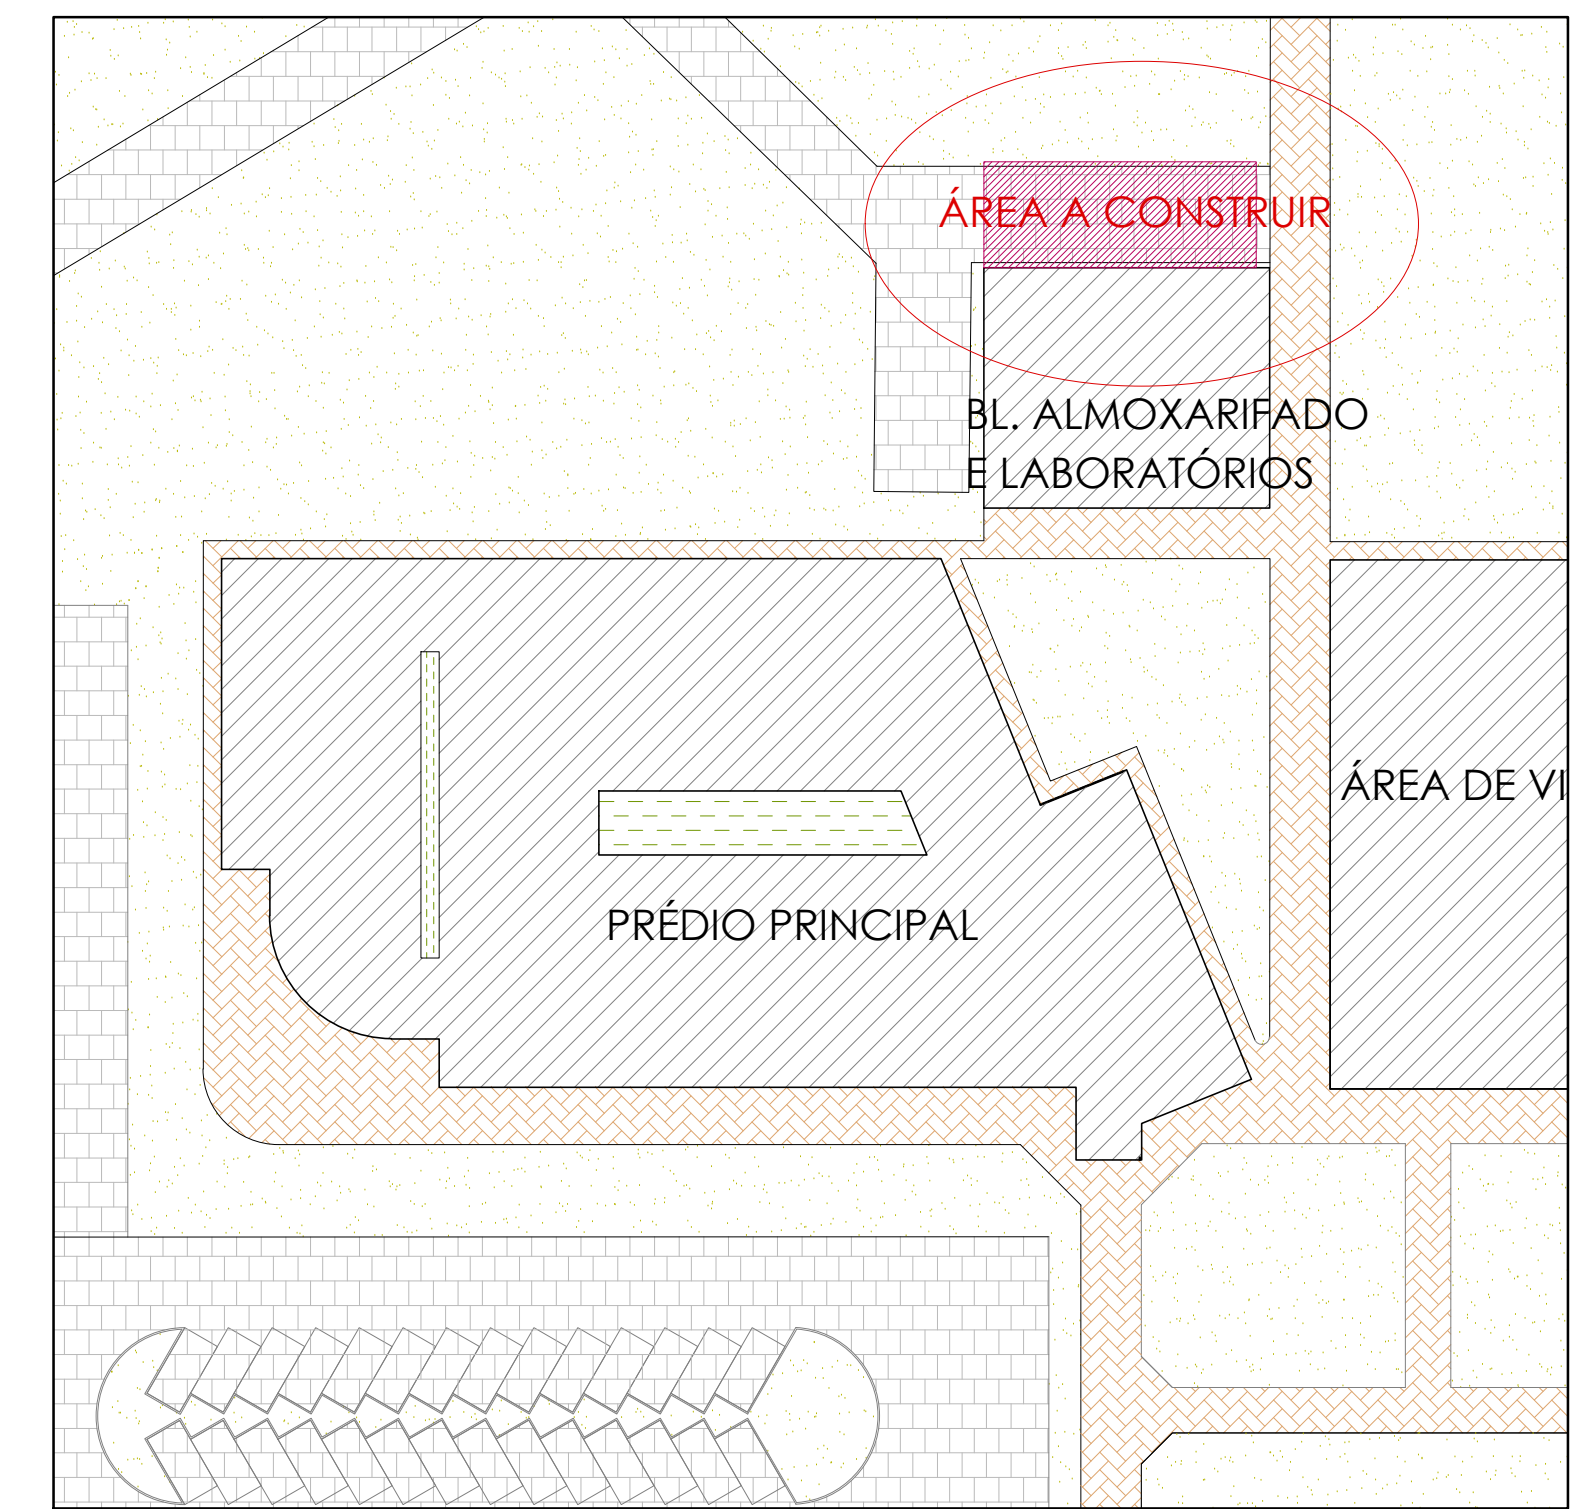 ÁREA A CONSTRUIR
BL. ALMOXARIFADO
E LABORATÓRIOS
ÁREA DE VI
PRÉDIO PRINCIPAL